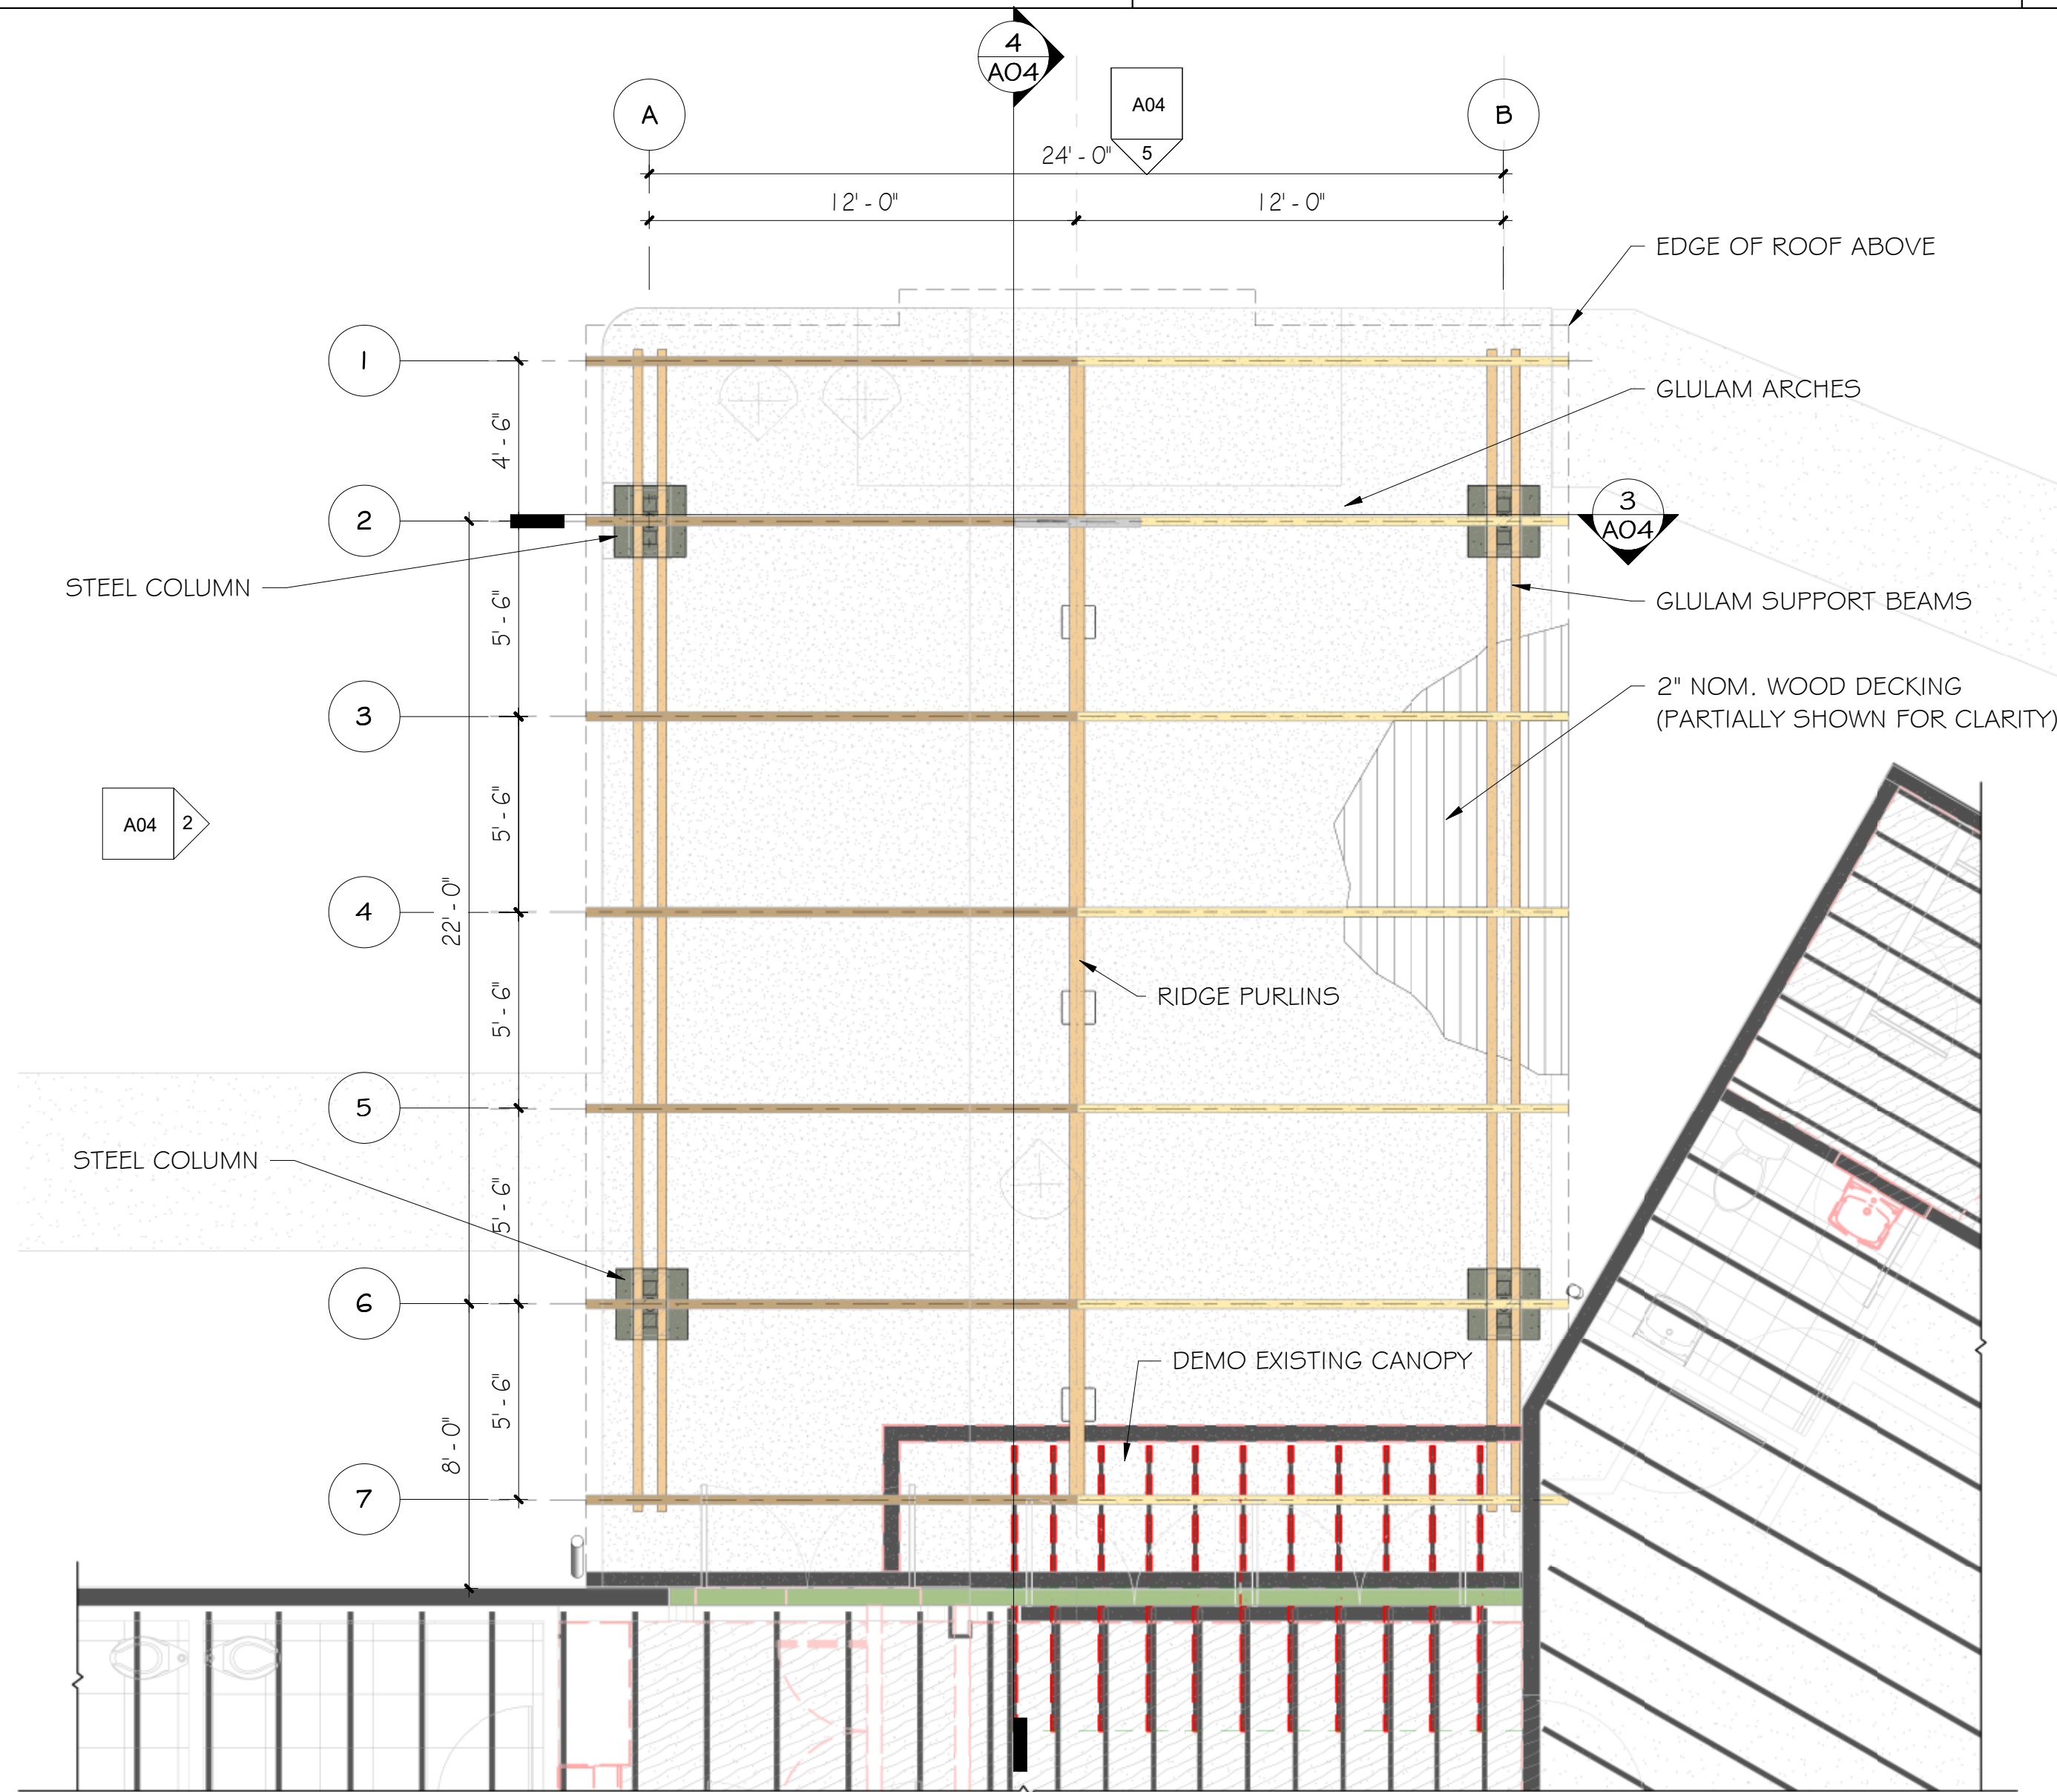 4
A04
A04
5
A
B
24' - 0"
12' - 0"
12' - 0"
EDGE OF ROOF ABOVE
1
GLULAM ARCHES
4' - 6"
2
3
A04
STEEL COLUMN
GLULAM SUPPORT BEAMS
5' - 6"
2" NOM. WOOD DECKING
(PARTIALLY SHOWN FOR CLARITY)
3
A04
2
5' - 6"
4
22' - 0"
RIDGE PURLINS
5' - 6"
5
STEEL COLUMN
5' - 6"
6
DEMO EXISTING CANOPY
5' - 6"
8' - 0"
7